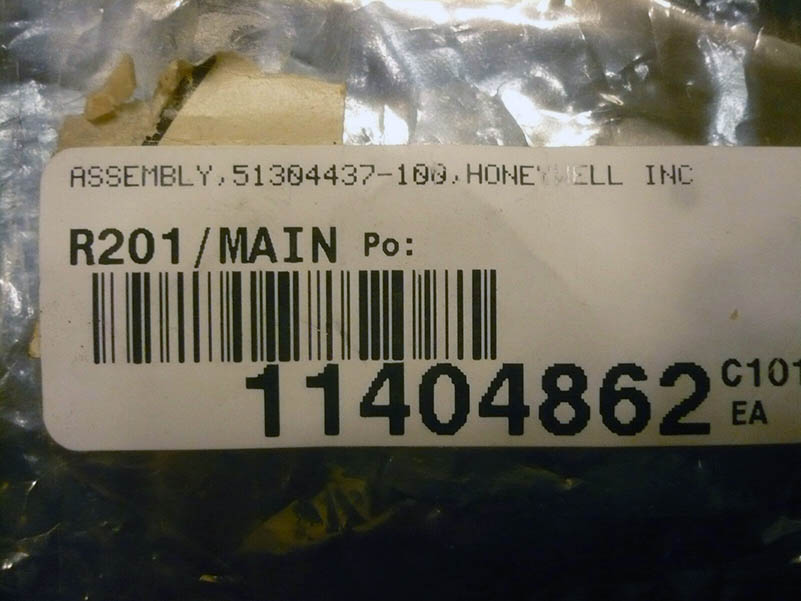 ASSEMBLY,51304437-100,HONEYWELL INC
R201/MAIN Po:
11404862 C101
EA